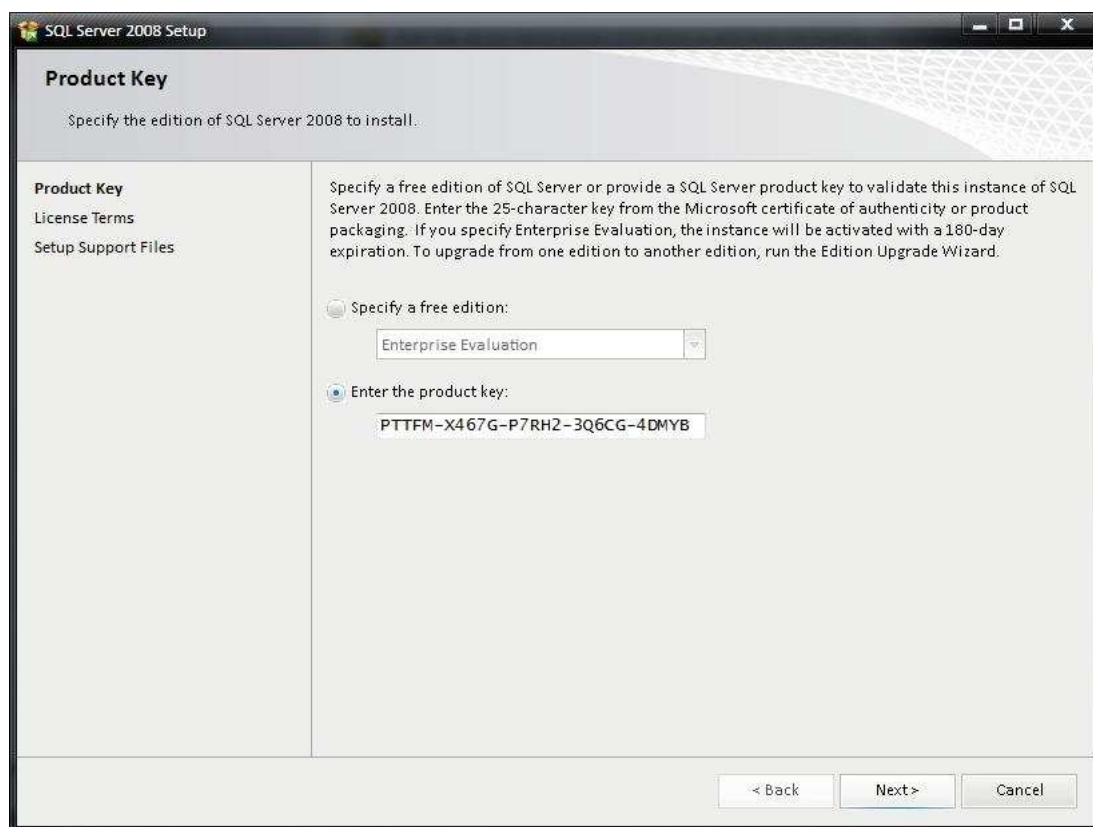 SQL Server 2008 Setup
Product Key
Specify the edition of SQL Server 2008 to install.
Product Key
License Terms
Setup Support Files
Specify a free edition of SQL Server or provide a SQL Server product key to validate this instance of SQL
Server 2008. Enter the 25-character key from the Microsoft certificate of authenticity or product
packaging. If you specify Enterprise Evaluation, the instance will be activated with a 180-day
expiration. To upgrade from one edition to another edition, run the Edition Upgrade Wizard.
Specify a free edition:
Enterprise Evaluation
Enter the product key:
PTTFM-X467G-P7RH2-3Q6CG-4DMYB
< Back
Next >
Cancel